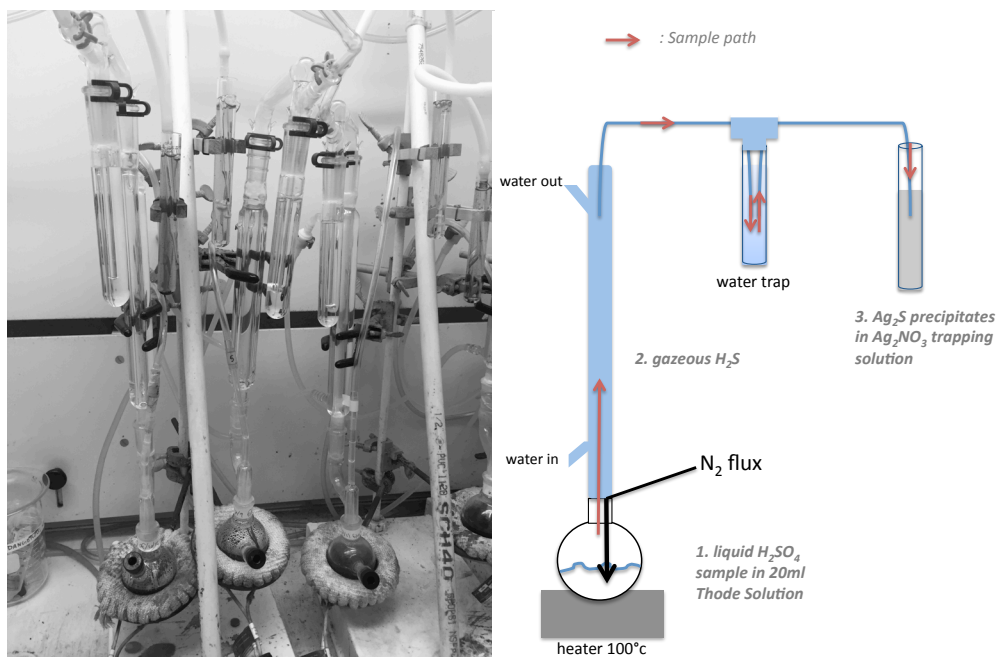 : Sample path
water out
water trap
3. Ag2S precipitates
in Ag2NO3 trapping
solution
2. gazeous H2S
water in
N2 flux
1. liquid H2SO4
sample in 20ml
Thode Solution
heater 100°c
SCH40